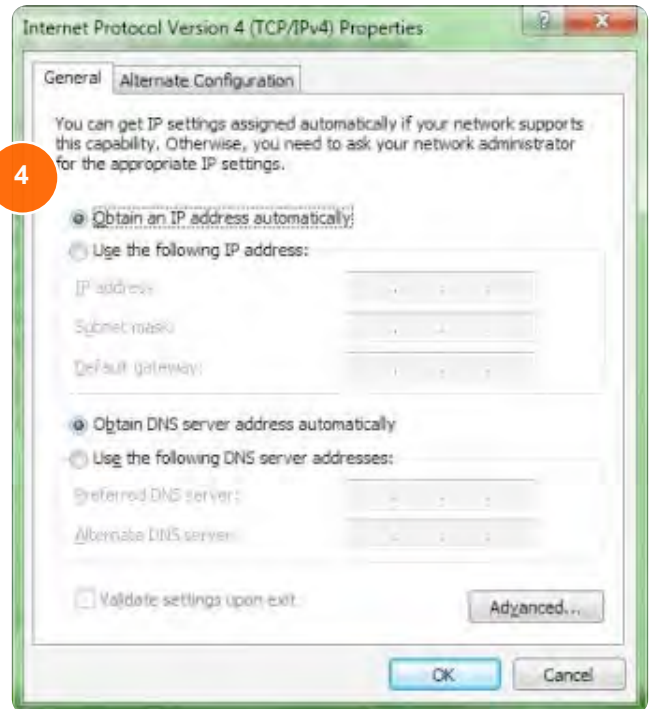 Internet Protocol Version 4 (TCP/IPv4) Properties
General
Alternate Configuration
You can get IP settings assigned automatically if your network supports
this capability. Otherwise, you need to ask your network administrator
for the appropriate IP settings.
4
Obtain an IP address automatically
Use the following IP address:
IP address:
Subnet mask:
Default gateway:
Obtain DNS server address automatically
Use the following DNS server addresses:
Preferred DNS server:
Alternate DNS server:
Validate settings upon exit
Advanced...
OK
Cancel